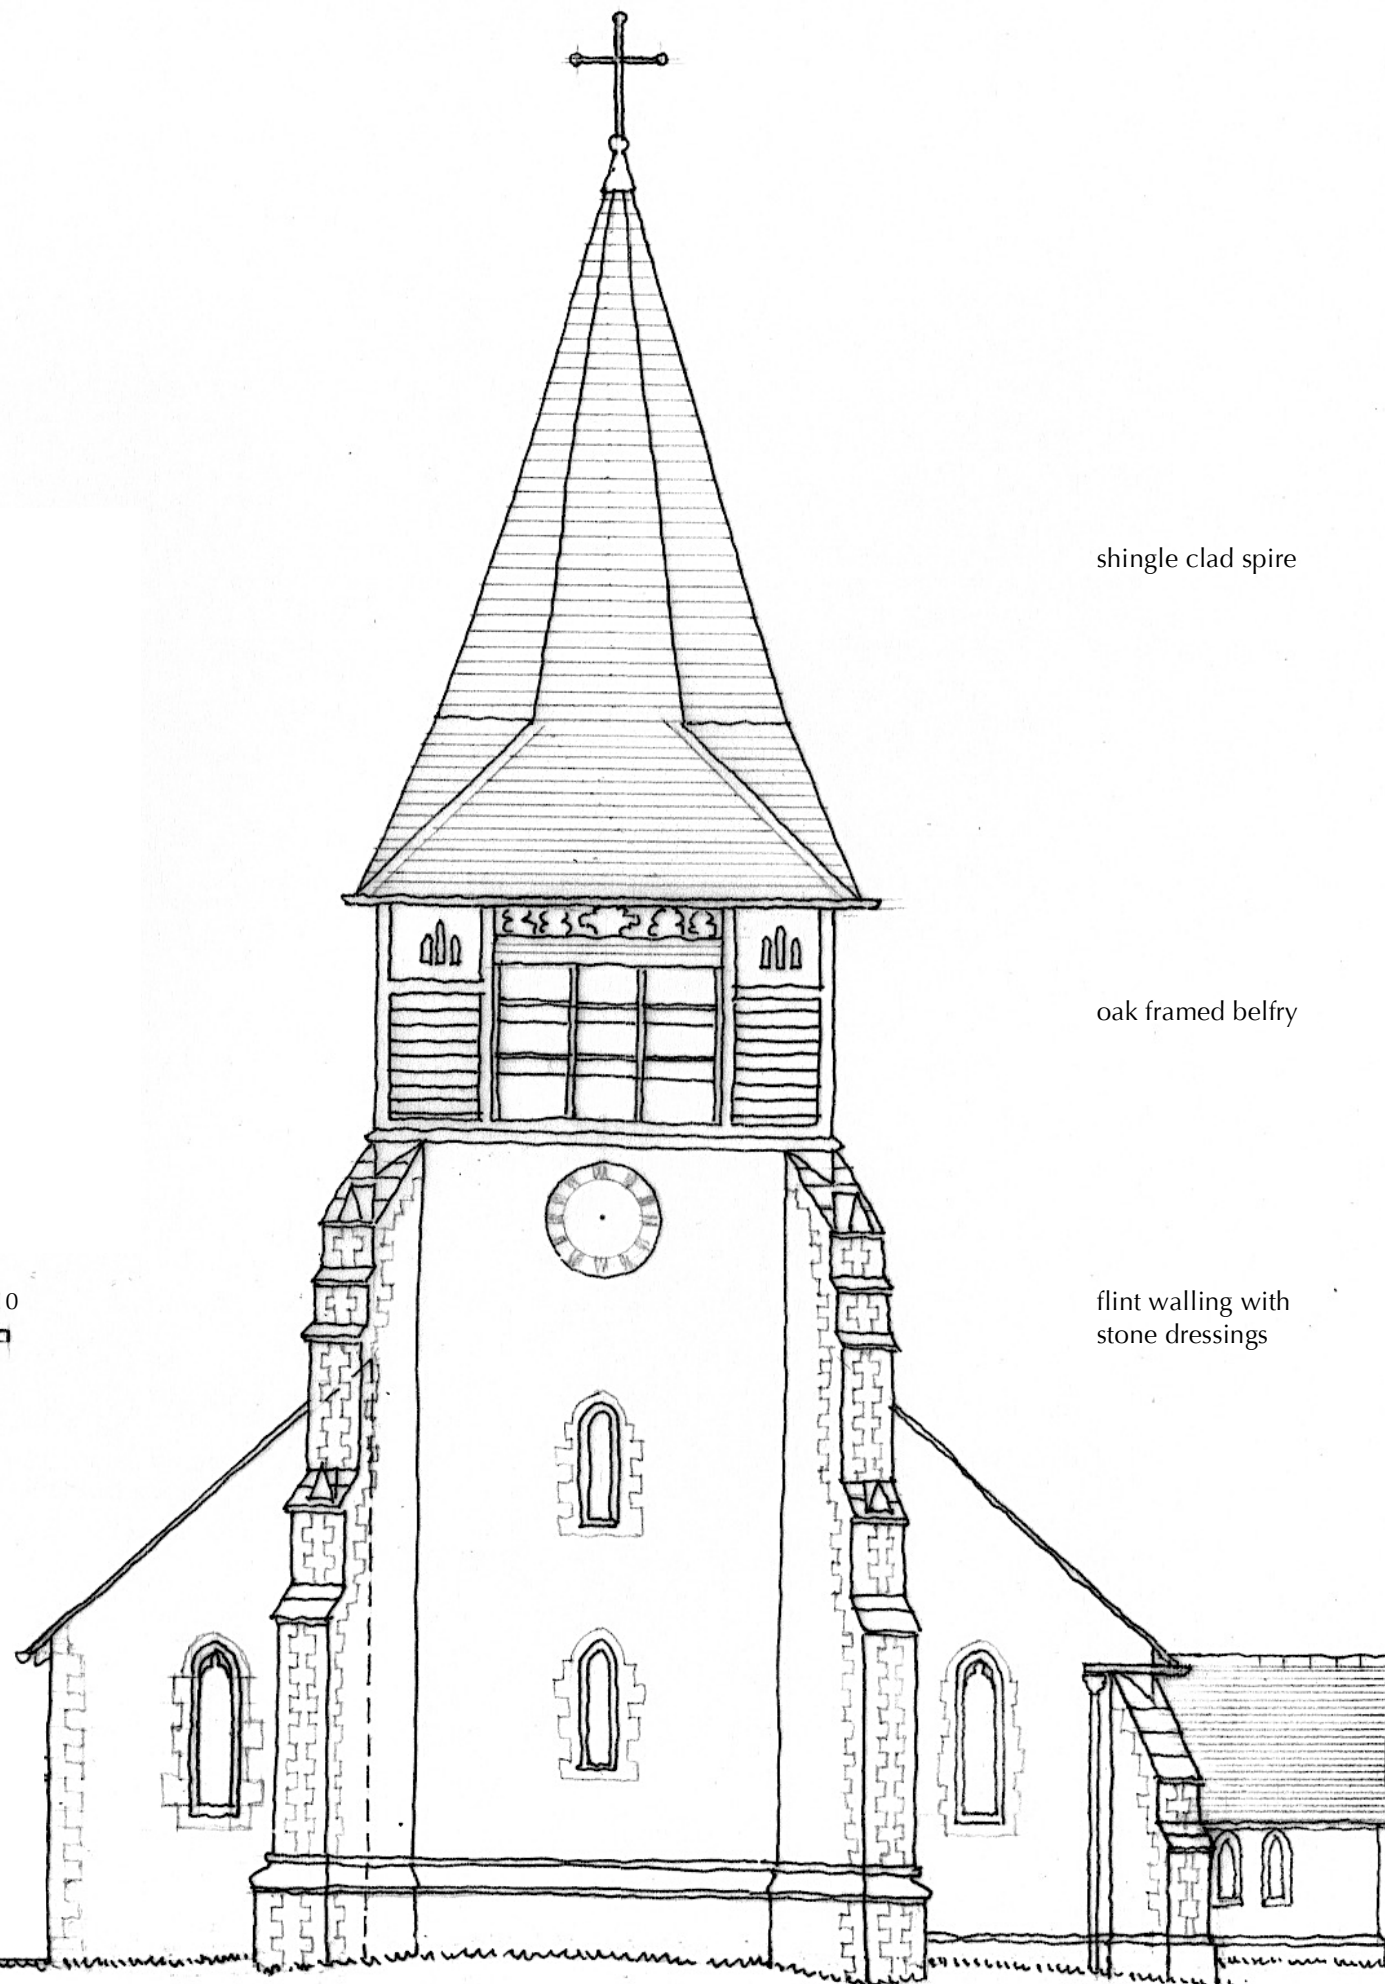 shingle clad spire
oak framed belfry
0
flint walling with
stone dressings